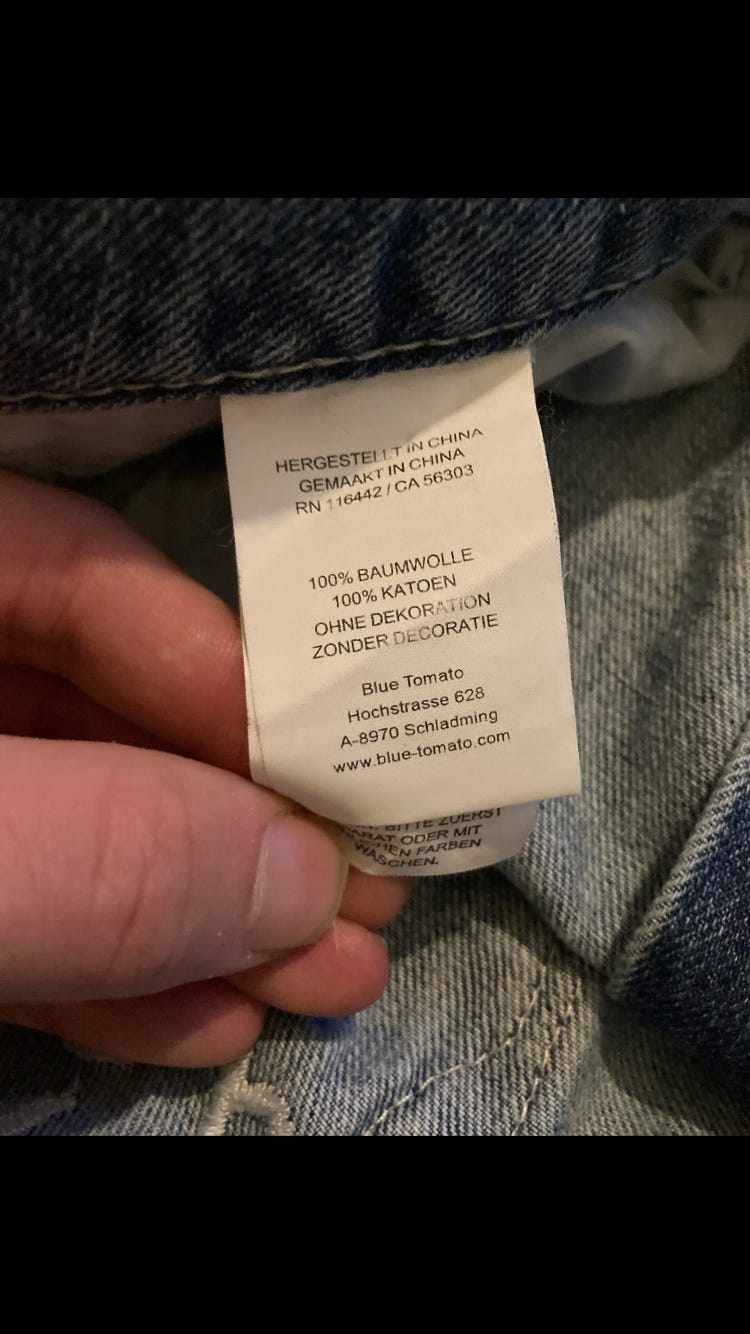 HERGESTELLT IN CHINA
GEMAAKT IN CHINA
RN 116442 / CA 56303
100% BAUMWOLLE
100% KATOEN
OHNE DEKORATION
ZONDER DECORATIE
Blue Tomato
Hochstrasse 628
A-8970 Schladming
www.blue-tomato.com
BITTE ZUERST
ODER MIT
FARBEN
WASCHEN.